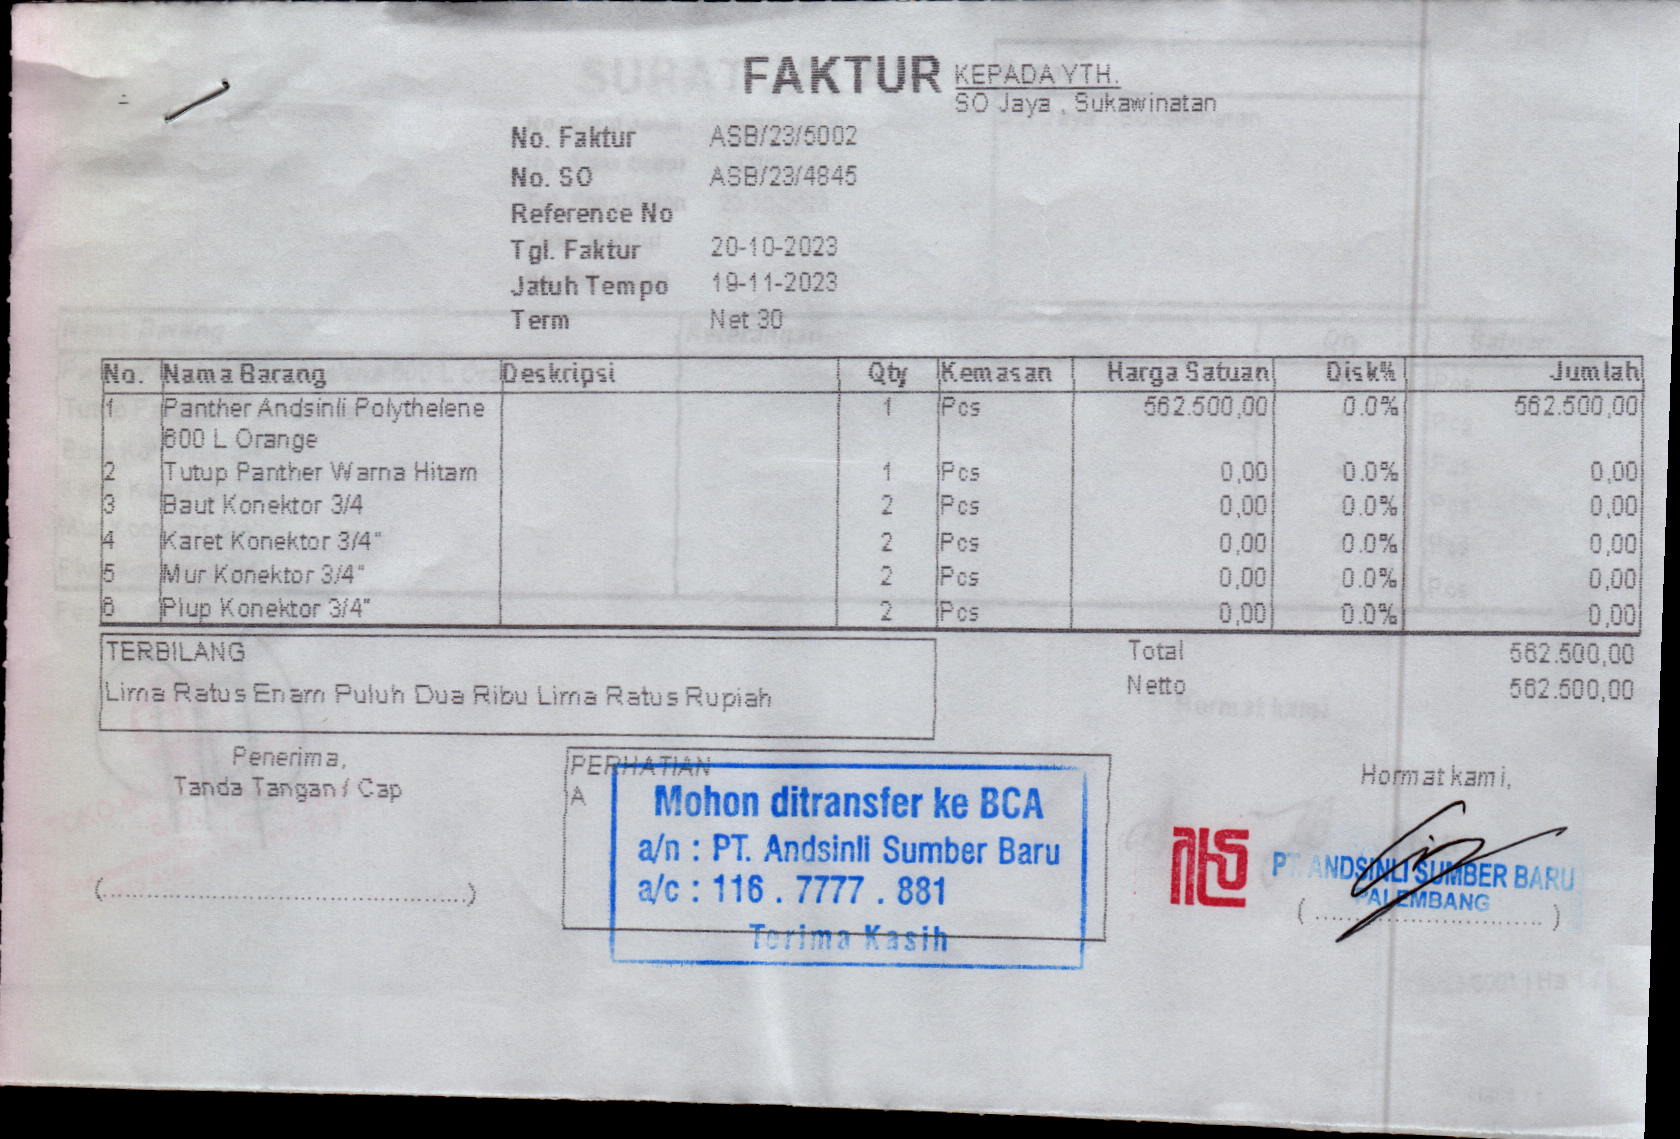 FAKTUR
KEPADA YTH.
SO Jaya , Sukawinatan
No. Faktur ASB/23/5002
No. SO ASB/23/4845
Reference No
Tgl. Faktur 20-10-2023
Jatuh Tempo 19-11-2023
Term Net 30
No. Nama Barang Deskripsi Qty Kemasan Harga Satuan Disk% Jumlah
1 Panther Andsinli Polythelene 1 Pcs 562.500,00 0.0% 562.500,00
600 L Orange
2 Tutup Panther Warna Hitam 1 Pcs 0,00 0.0% 0,00
3 Baut Konektor 3/4 2 Pcs 0,00 0.0% 0,00
4 Karet Konektor 3/4" 2 Pcs 0,00 0.0% 0,00
5 Mur Konektor 3/4" 2 Pcs 0,00 0.0% 0,00
6 Plup Konektor 3/4" 2 Pcs 0,00 0.0% 0,00
TERBILANG
Lima Ratus Enam Puluh Dua Ribu Lima Ratus Rupiah
Total 562.500,00
Netto 562.500,00
Penerima,
Tanda Tangan / Cap
PERHATIAN
A
Mohon ditransfer ke BCA
a/n : PT. Andsinli Sumber Baru
a/c : 116 . 7777 . 881
Terima Kasih
Hormat kami,
PT. ANDSINLI SUMBER BARU
PALEMBANG